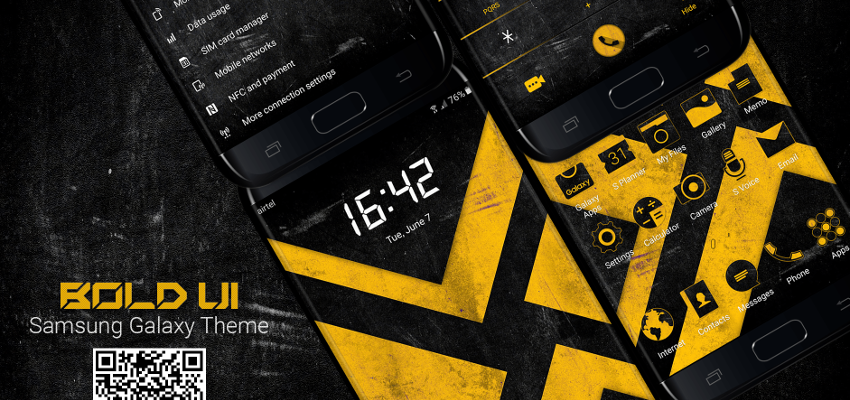 Data usage
SIM card manager
Mobile networks
NFC and payment
More connection settings
PQRS
+
*
Hide
76%
airtel
16:42
Tue, June 7
Galaxy
Galaxy Apps
31
S Planner
My Files
Gallery
Memo
Settings
Calculator
Camera
S Voice
Email
Internet
Contacts
Messages
Phone
Apps
BOLD UI
Samsung Galaxy Theme